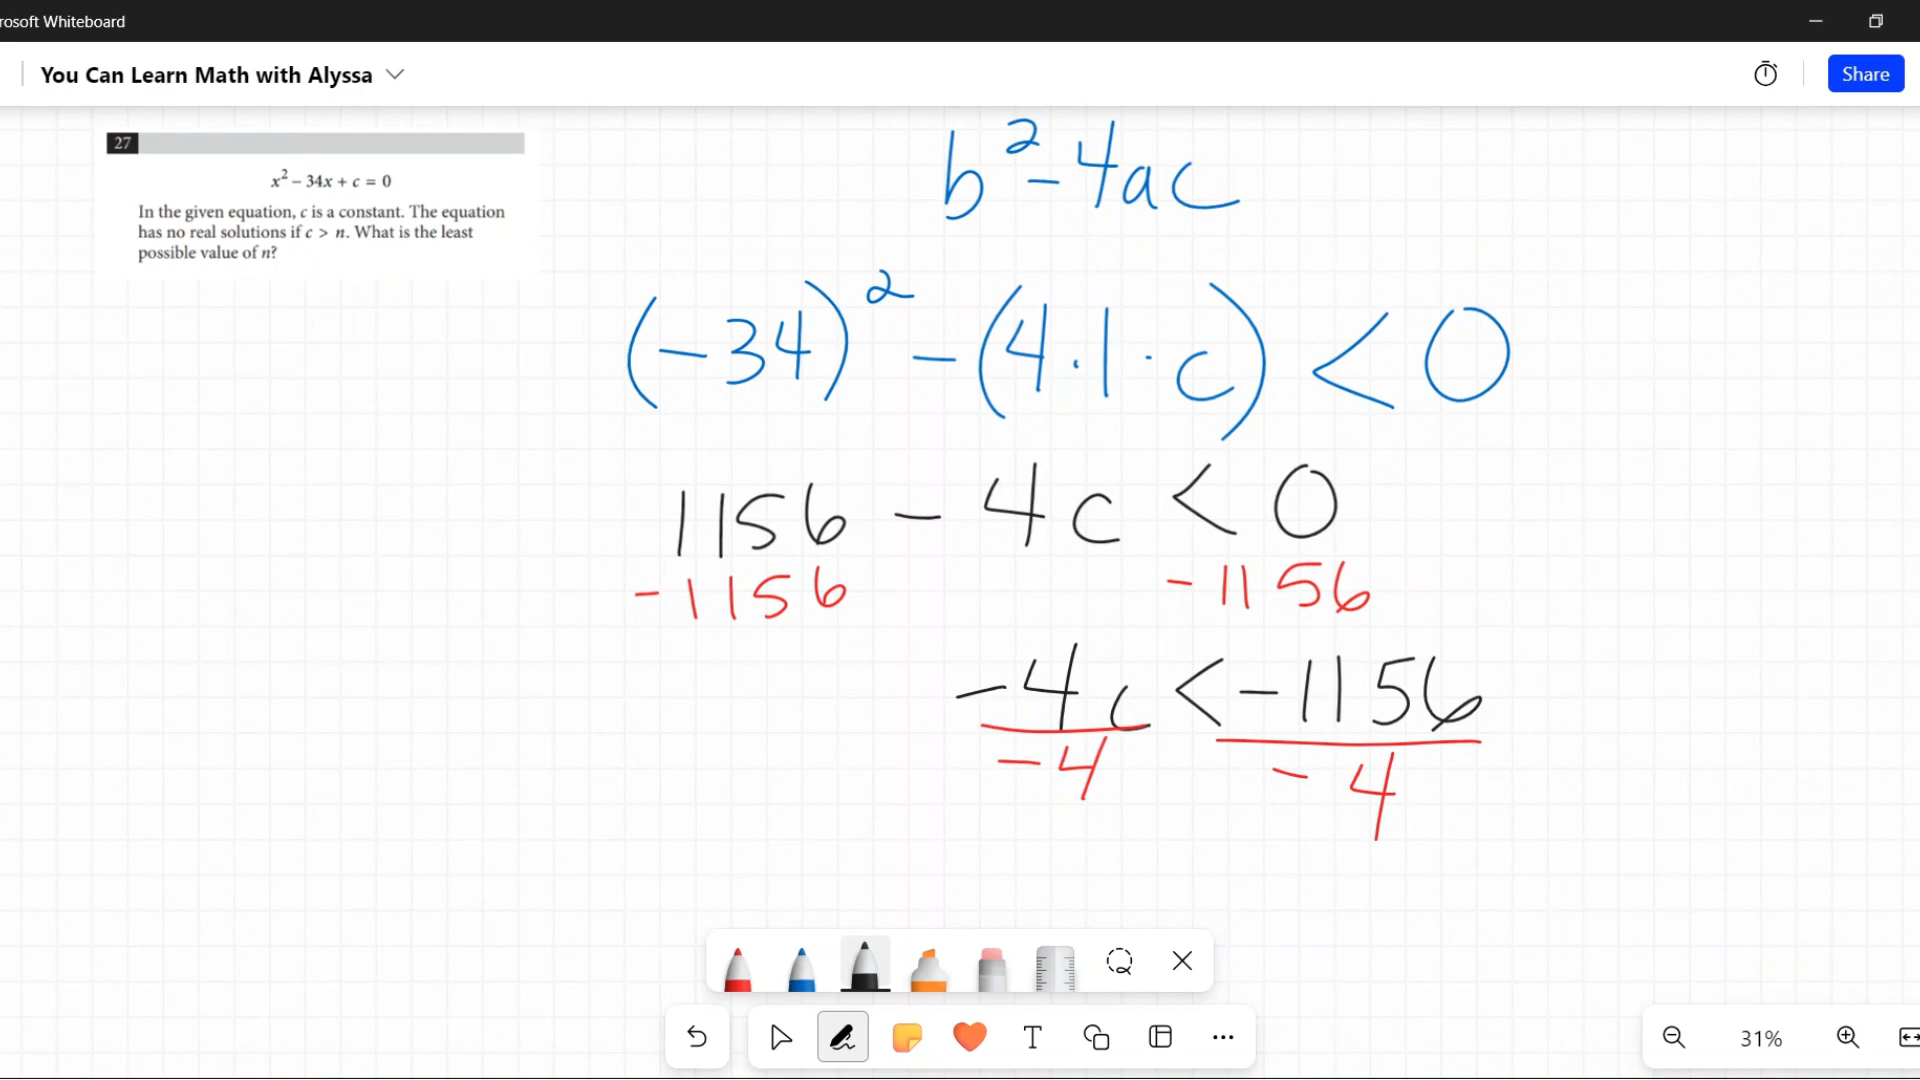 rosoft Whiteboard
You Can Learn Math with Alyssa
Share
27
x² – 34x + c = 0
In the given equation, c is a constant. The equation
has no real solutions if c > n. What is the least
possible value of n?
b² - 4ac
(-34)² - (4·1·c) < 0
1156 - 4c < 0
-1156 -1156
-4c < -1156
-4 -4
31%